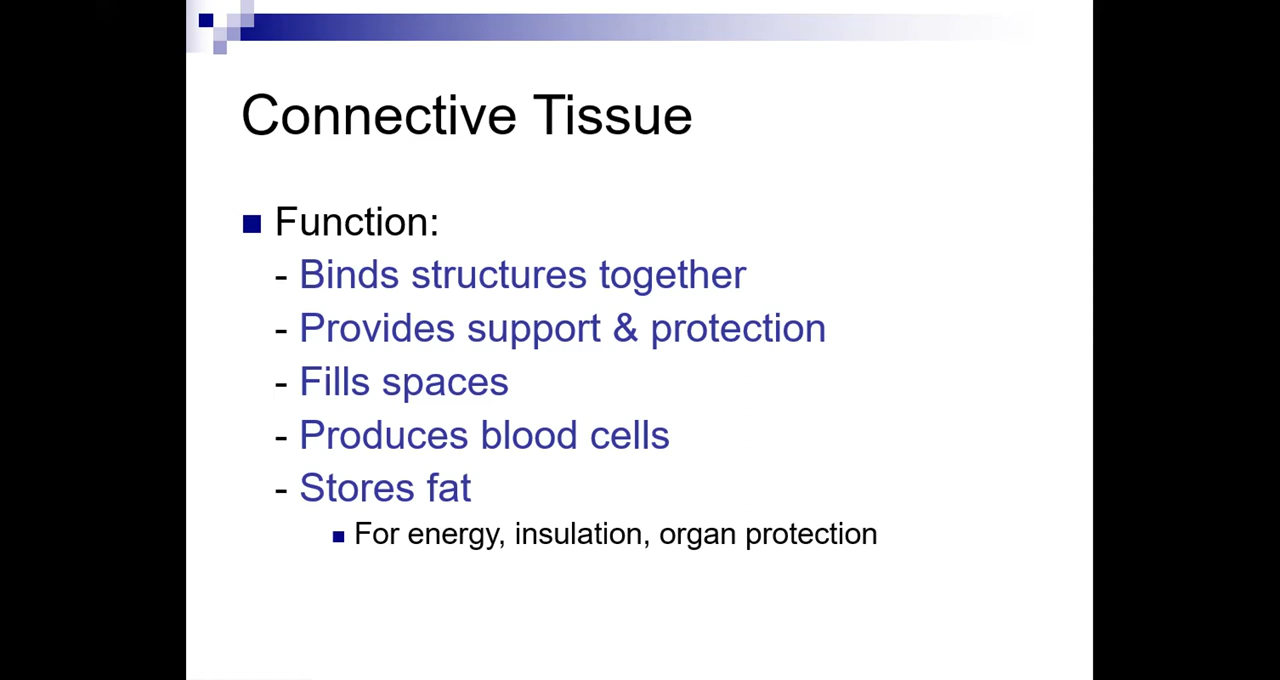 Connective Tissue
Function:
- Binds structures together
- Provides support & protection
- Fills spaces
- Produces blood cells
- Stores fat
For energy, insulation, organ protection